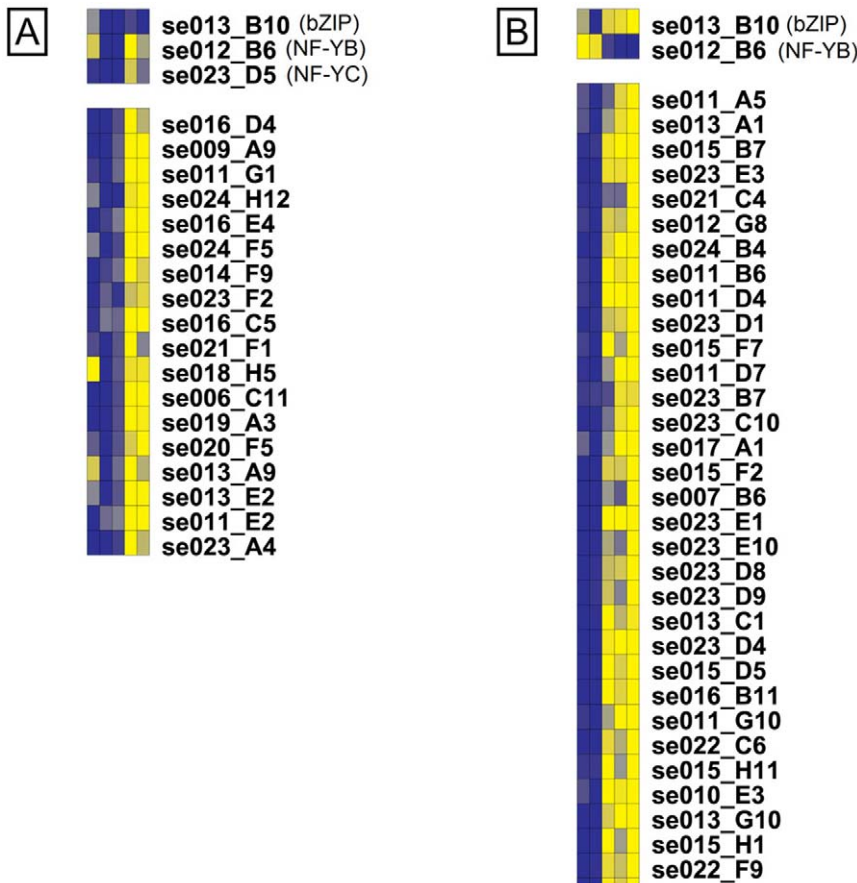 A
se013_B10 (bZIP)
se012_B6 (NF-YB)
se023_D5 (NF-YC)
se016_D4
se009_A9
se011_G1
se024_H12
se016_E4
se024_F5
se014_F9
se023_F2
se016_C5
se021_F1
se018_H5
se006_C11
se019_A3
se020_F5
se013_A9
se013_E2
se011_E2
se023_A4
B
se013_B10 (bZIP)
se012_B6 (NF-YB)
se011_A5
se013_A1
se015_B7
se023_E3
se021_C4
se012_G8
se024_B4
se011_B6
se011_D4
se023_D1
se015_F7
se011_D7
se023_B7
se023_C10
se017_A1
se015_F2
se007_B6
se023_E1
se023_E10
se023_D8
se023_D9
se013_C1
se023_D4
se015_D5
se016_B11
se011_G10
se022_C6
se015_H11
se010_E3
se013_G10
se015_H1
se022_F9